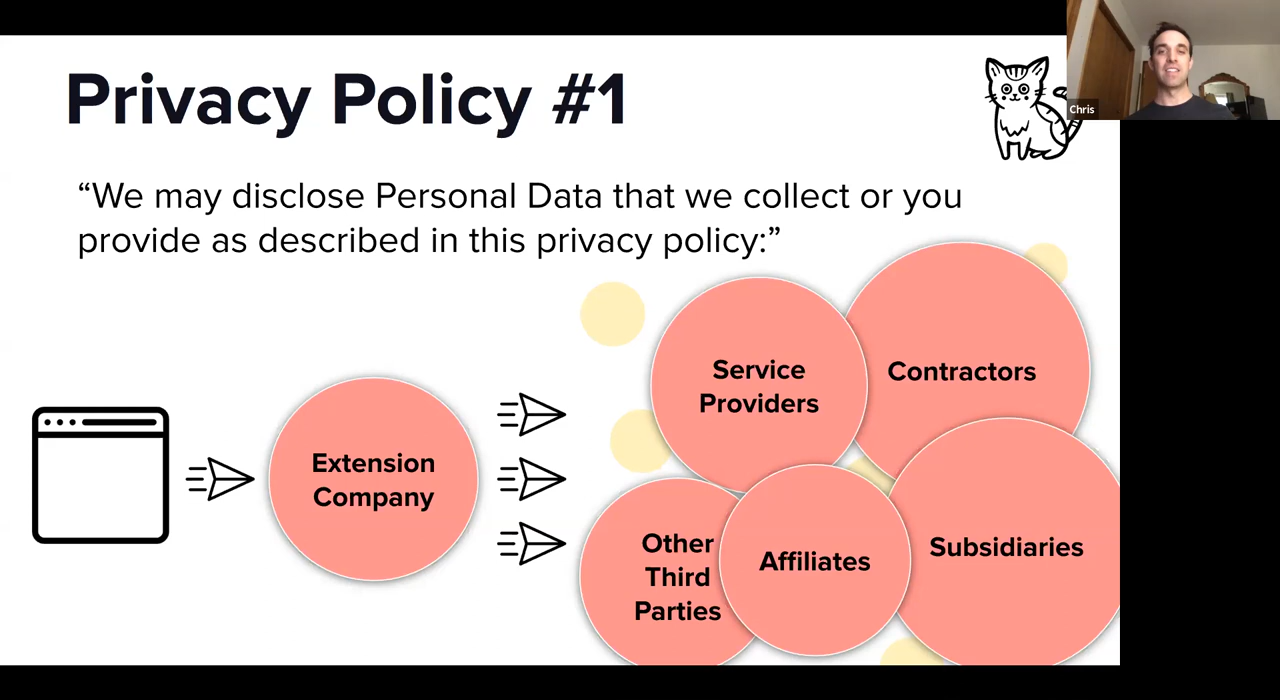 Privacy Policy #1
Chris
“We may disclose Personal Data that we collect or you
provide as described in this privacy policy:”
Extension
Company
Service
Providers
Contractors
Other
Third
Parties
Affiliates
Subsidiaries